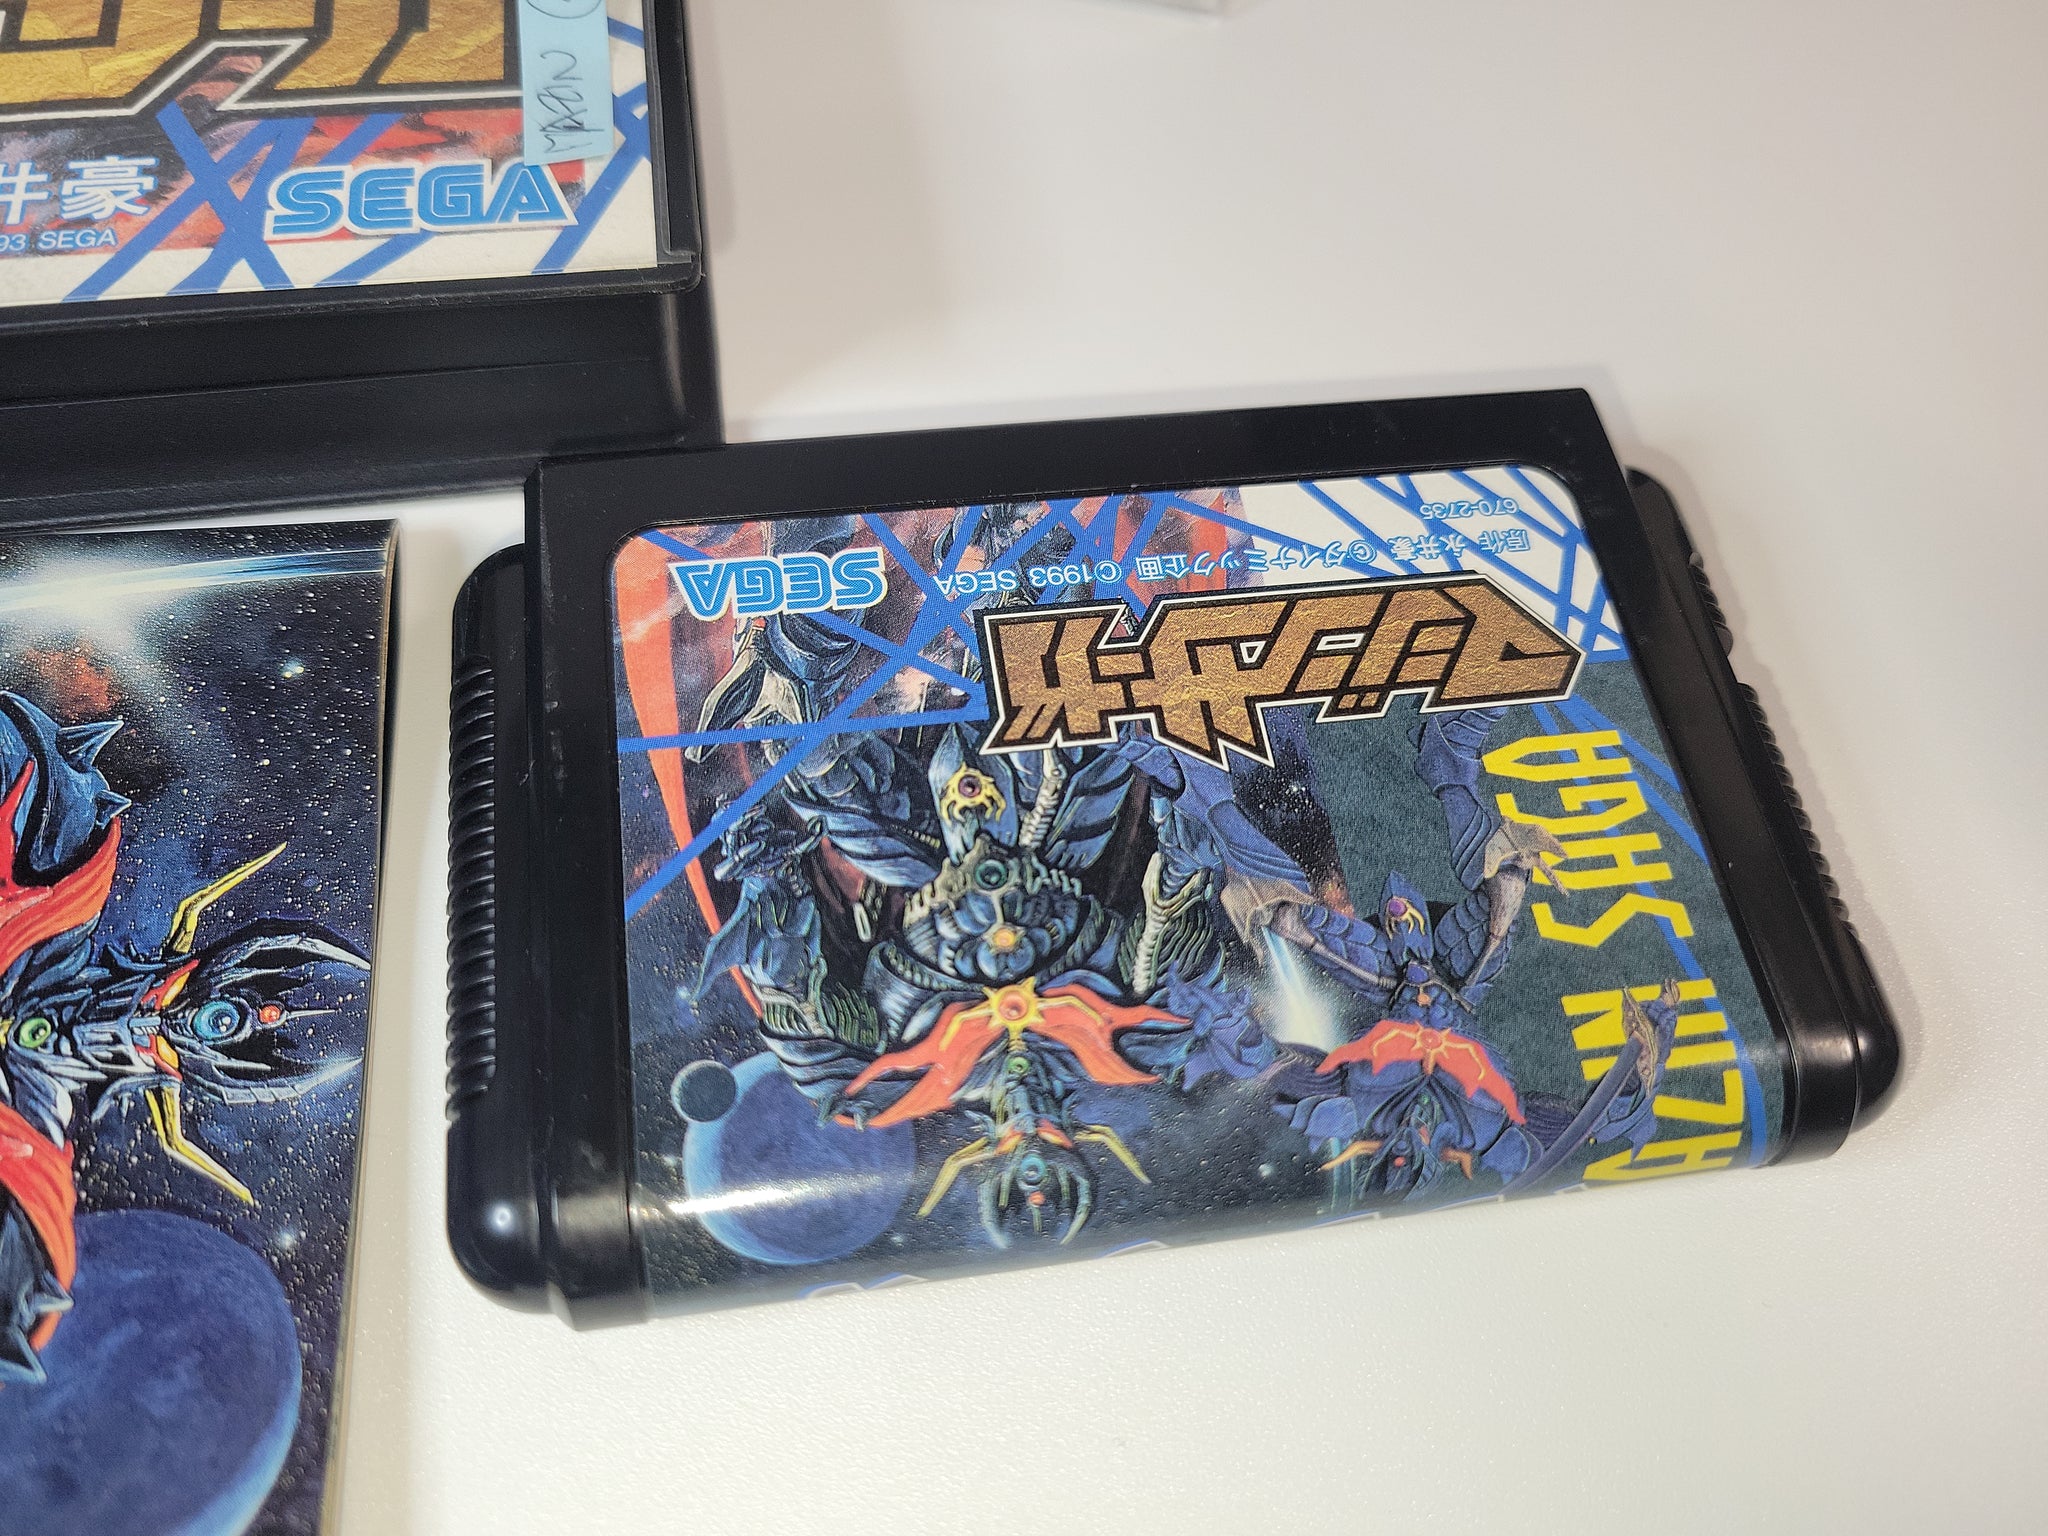 井豪
93 SEGA
SEGA
マジンサーガ
MAZIN SAGA
SEGA
原作 永井豪 ©ダイナミック企画 ©1993 SEGA
670-2735